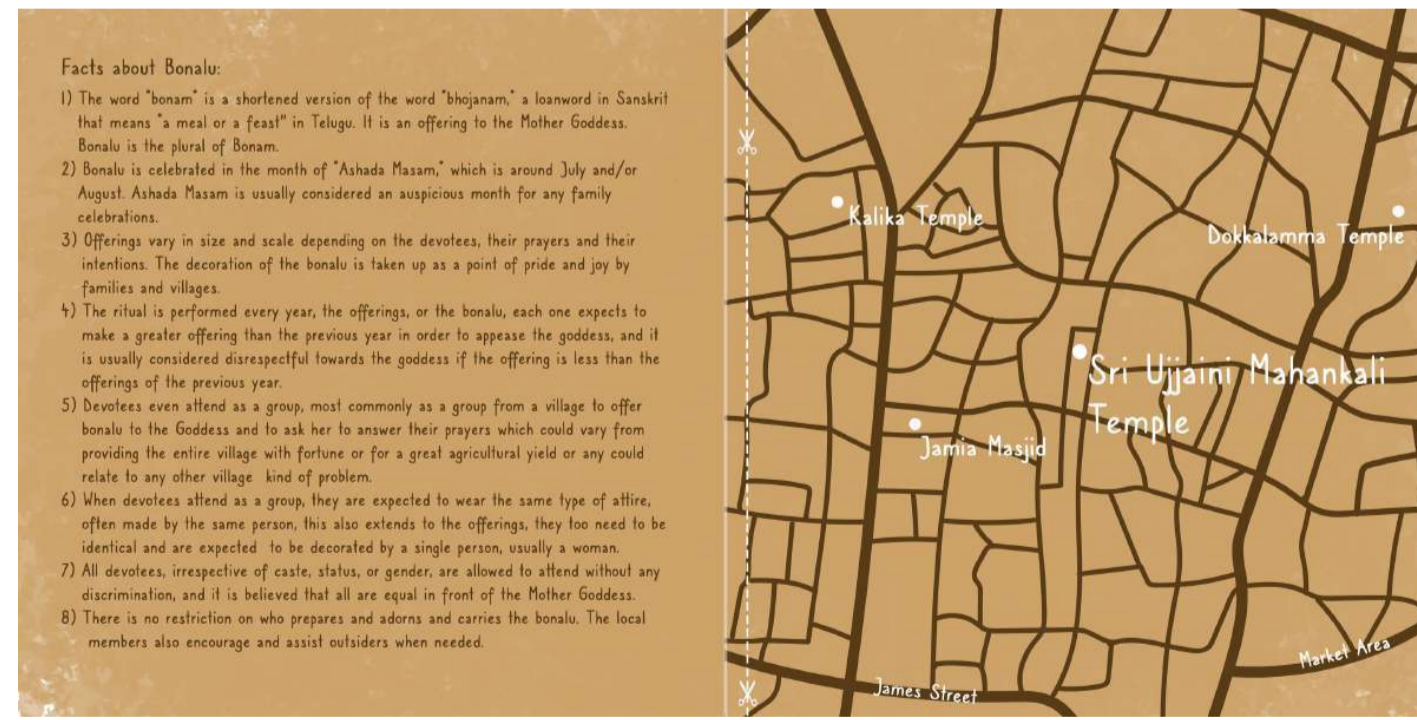 Facts about Bonalu:
1) The word "bonam" is a shortened version of the word "bhojanam," a loanword in Sanskrit
that means "a meal or a feast" in Telugu. It is an offering to the Mother Goddess.
Bonalu is the plural of Bonam.
2) Bonalu is celebrated in the month of "Ashada Masam," which is around July and/or
August. Ashada Masam is usually considered an auspicious month for any family
celebrations.
3) Offerings vary in size and scale depending on the devotees, their prayers and their
intentions. The decoration of the bonalu is taken up as a point of pride and joy by
families and villages.
4) The ritual is performed every year, the offerings, or the bonalu, each one expects to
make a greater offering than the previous year in order to appease the goddess, and it
is usually considered disrespectful towards the goddess if the offering is less than the
offerings of the previous year.
5) Devotees even attend as a group, most commonly as a group from a village to offer
bonalu to the Goddess and to ask her to answer their prayers which could vary from
providing the entire village with fortune or for a great agricultural yield or any could
relate to any other village kind of problem.
6) When devotees attend as a group, they are expected to wear the same type of attire,
often made by the same person, this also extends to the offerings, they too need to be
identical and are expected to be decorated by a single person, usually a woman.
7) All devotees, irrespective of caste, status, or gender, are allowed to attend without any
discrimination, and it is believed that all are equal in front of the Mother Goddess.
8) There is no restriction on who prepares and adorns and carries the bonalu. The local
members also encourage and assist outsiders when needed.
Kalika Temple
Dokkalamma Temple
Sri Ujjaini Mahankali
Temple
Jamia Masjid
Market Area
James Street